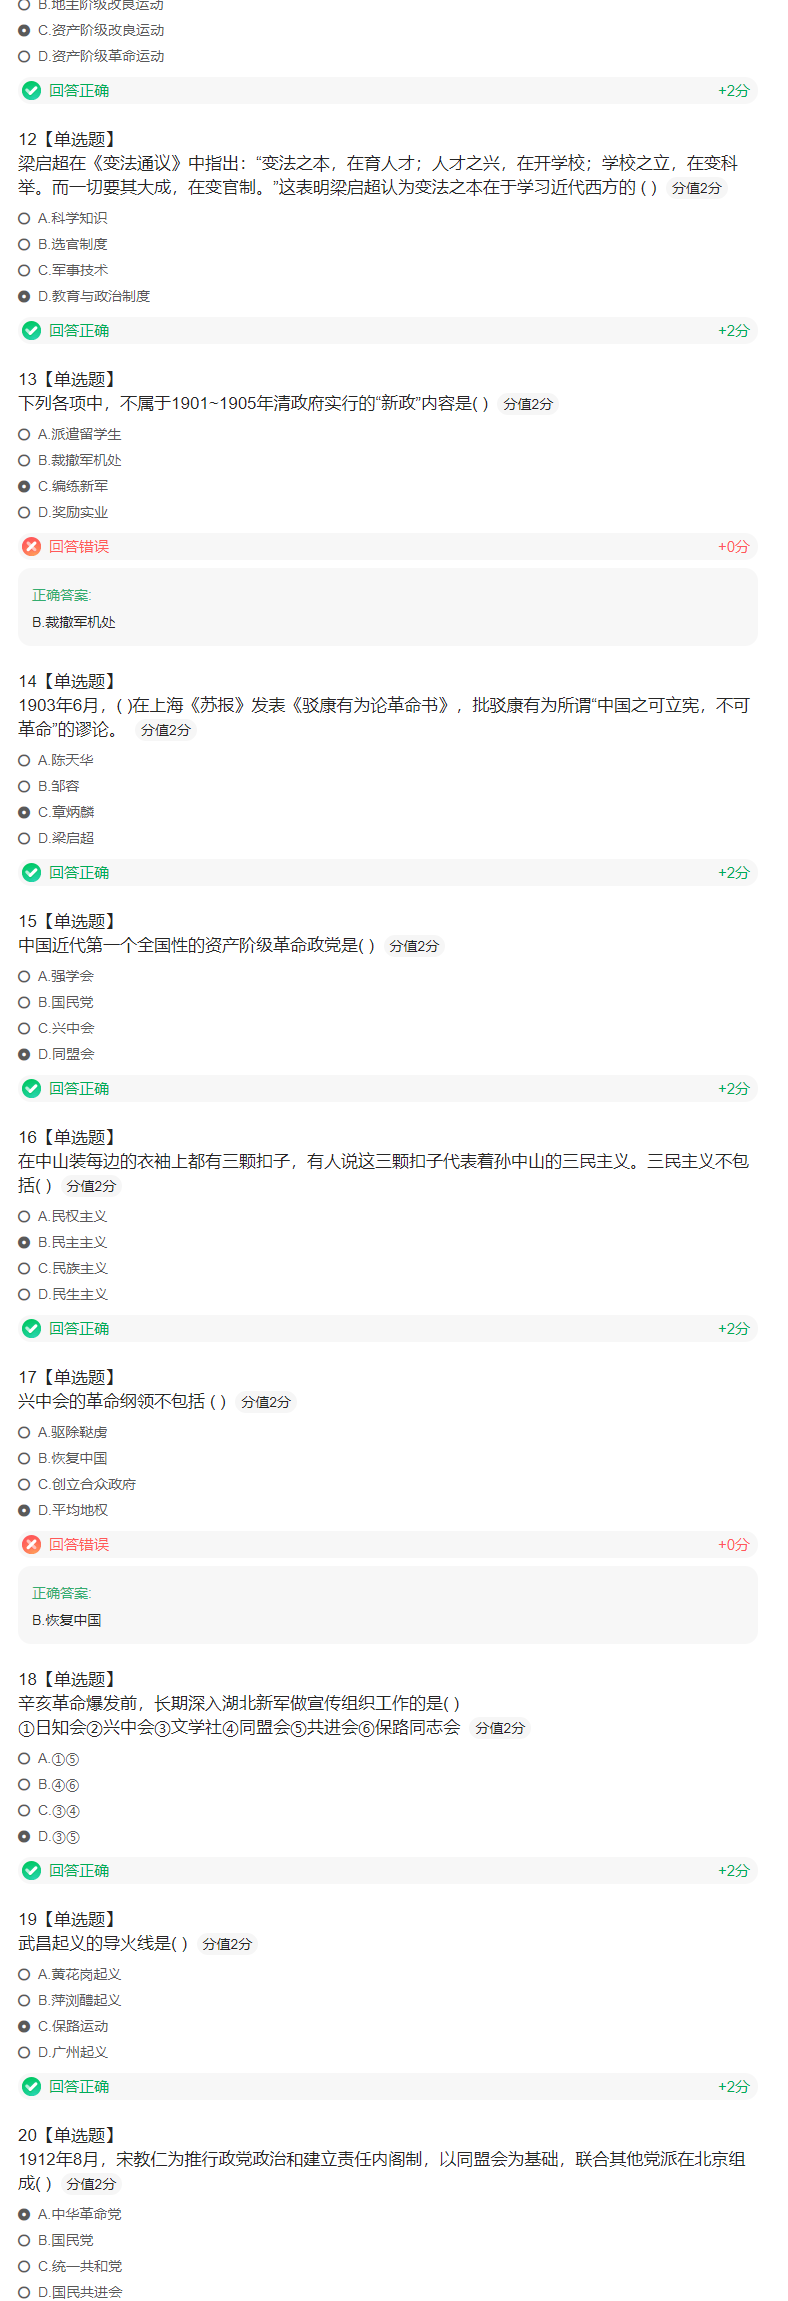 B.地主阶级改良运动
C.资产阶级改良运动
D.资产阶级革命运动
回答正确 +2分
12【单选题】
梁启超在《变法通议》中指出：“变法之本，在育人才；人才之兴，在开学校；学校之立，在变科
举。而一切要其大成，在变官制。”这表明梁启超认为变法之本在于学习近代西方的 ( ) 分值2分
A.科学知识
B.选官制度
C.军事技术
D.教育与政治制度
回答正确 +2分
13【单选题】
下列各项中，不属于1901~1905年清政府实行的“新政”内容是( ) 分值2分
A.派遣留学生
B.裁撤军机处
C.编练新军
D.奖励实业
回答错误 +0分
正确答案:
B.裁撤军机处
14【单选题】
1903年6月，( )在上海《苏报》发表《驳康有为论革命书》，批驳康有为所谓“中国之可立宪，不可
革命”的谬论。 分值2分
A.陈天华
B.邹容
C.章炳麟
D.梁启超
回答正确 +2分
15【单选题】
中国近代第一个全国性的资产阶级革命政党是( ) 分值2分
A.强学会
B.国民党
C.兴中会
D.同盟会
回答正确 +2分
16【单选题】
在中山装每边的衣袖上都有三颗扣子，有人说这三颗扣子代表着孙中山的三民主义。三民主义不包
括( ) 分值2分
A.民权主义
B.民主主义
C.民族主义
D.民生主义
回答正确 +2分
17【单选题】
兴中会的革命纲领不包括 ( ) 分值2分
A.驱除鞑虏
B.恢复中国
C.创立合众政府
D.平均地权
回答错误 +0分
正确答案:
B.恢复中国
18【单选题】
辛亥革命爆发前，长期深入湖北新军做宣传组织工作的是( )
①日知会②兴中会③文学社④同盟会⑤共进会⑥保路同志会 分值2分
A.①⑤
B.④⑥
C.③④
D.③⑤
回答正确 +2分
19【单选题】
武昌起义的导火线是( ) 分值2分
A.黄花岗起义
B.萍浏醴起义
C.保路运动
D.广州起义
回答正确 +2分
20【单选题】
1912年8月，宋教仁为推行政党政治和建立责任内阁制，以同盟会为基础，联合其他党派在北京组
成( ) 分值2分
A.中华革命党
B.国民党
C.统一共和党
D.国民共进会